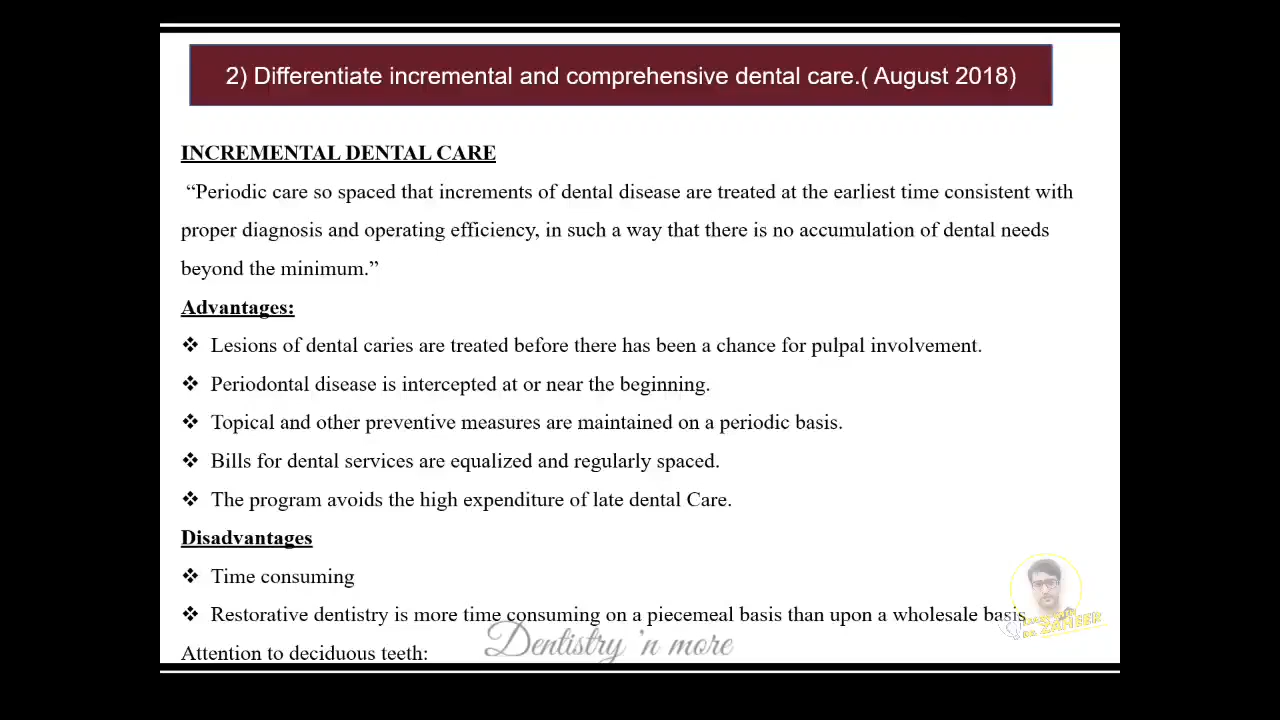 2) Differentiate incremental and comprehensive dental care.( August 2018)
INCREMENTAL DENTAL CARE
“Periodic care so spaced that increments of dental disease are treated at the earliest time consistent with
proper diagnosis and operating efficiency, in such a way that there is no accumulation of dental needs
beyond the minimum.”
Advantages:
❖ Lesions of dental caries are treated before there has been a chance for pulpal involvement.
❖ Periodontal disease is intercepted at or near the beginning.
❖ Topical and other preventive measures are maintained on a periodic basis.
❖ Bills for dental services are equalized and regularly spaced.
❖ The program avoids the high expenditure of late dental Care.
Disadvantages
❖ Time consuming
❖ Restorative dentistry is more time consuming on a piecemeal basis than upon a wholesale basis
Attention to deciduous teeth:
Dentistry 'n more
ZAMEER